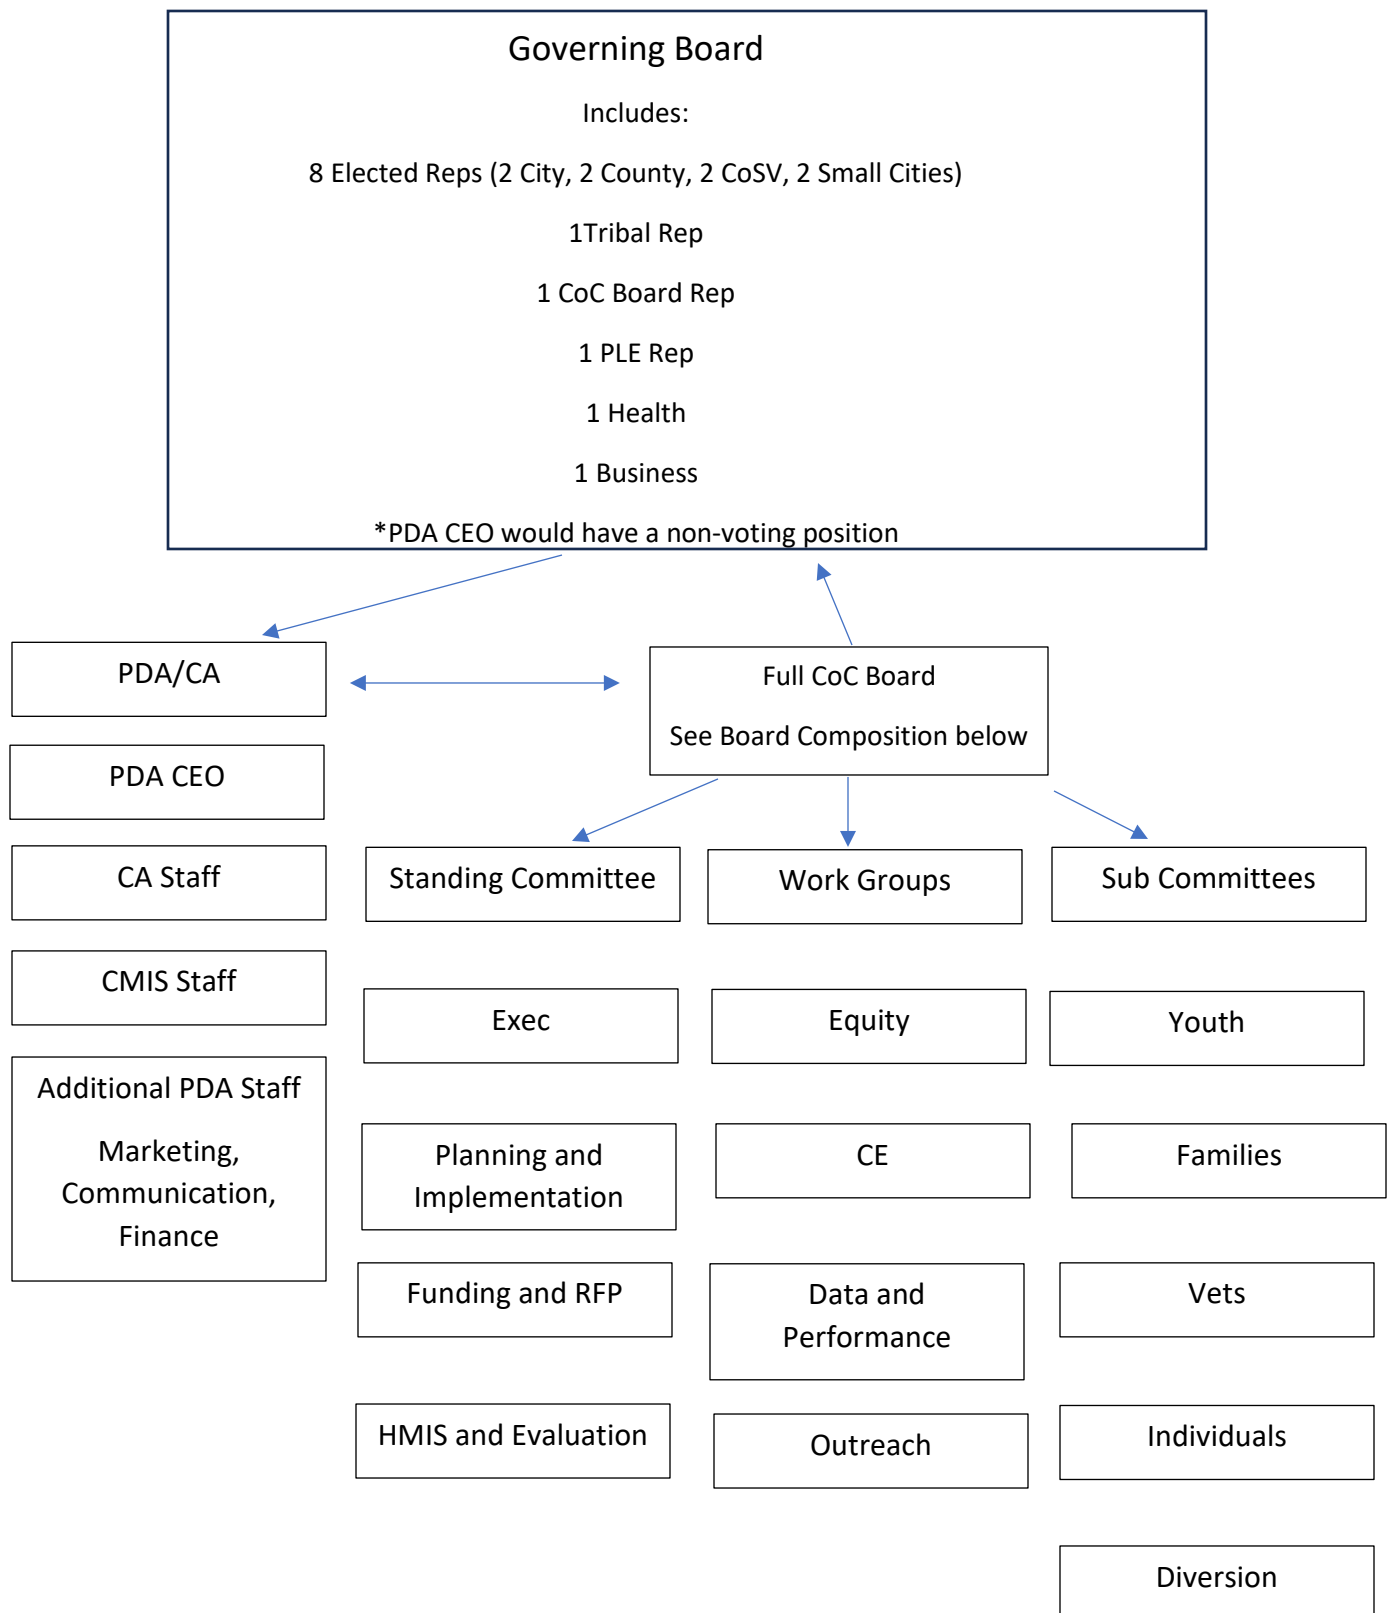 Governing Board
Includes:
8 Elected Reps (2 City, 2 County, 2 CoSV, 2 Small Cities)
1Tribal Rep
1 CoC Board Rep
1 PLE Rep
1 Health
1 Business
*PDA CEO would have a non-voting position
PDA/CA
Full CoC Board
See Board Composition below
PDA CEO
CA Staff
Standing Committee
Work Groups
Sub Committees
CMIS Staff
Exec
Equity
Youth
Additional PDA Staff
Marketing,
Communication,
Finance
Planning and
Implementation
CE
Families
Funding and RFP
Data and
Performance
Vets
HMIS and Evaluation
Outreach
Individuals
Diversion